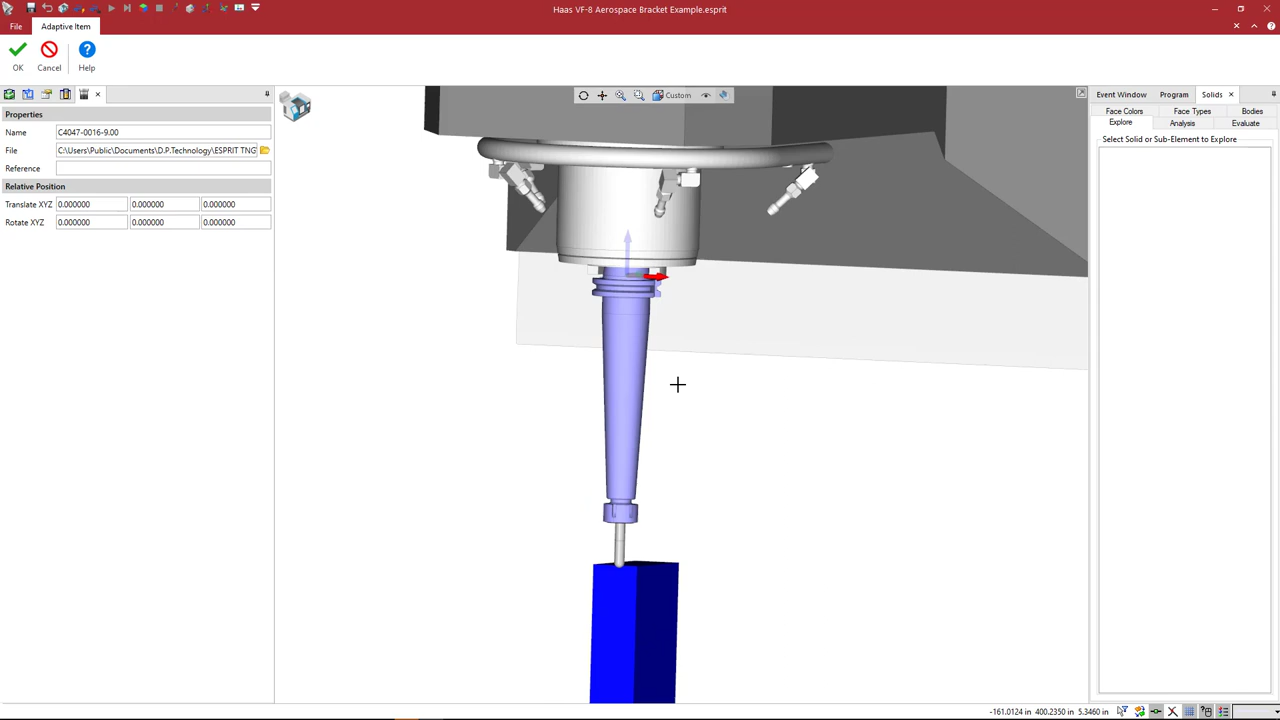 Haas VF-8 Aerospace Bracket Example.esprit
File
Adaptive Item
OK
Cancel
Help
Properties
Name
C4047-0016-9.00
File
C:\Users\Public\Documents\D.P.Technology\ESPRIT TNG
Reference
Relative Position
Translate XYZ
0.000000
0.000000
0.000000
Rotate XYZ
0.000000
0.000000
0.000000
Custom
Event Window
Program
Solids
Face Colors
Face Types
Bodies
Explore
Analysis
Evaluate
Select Solid or Sub-Element to Explore
-161.0124 in 400.2350 in 5.3460 in